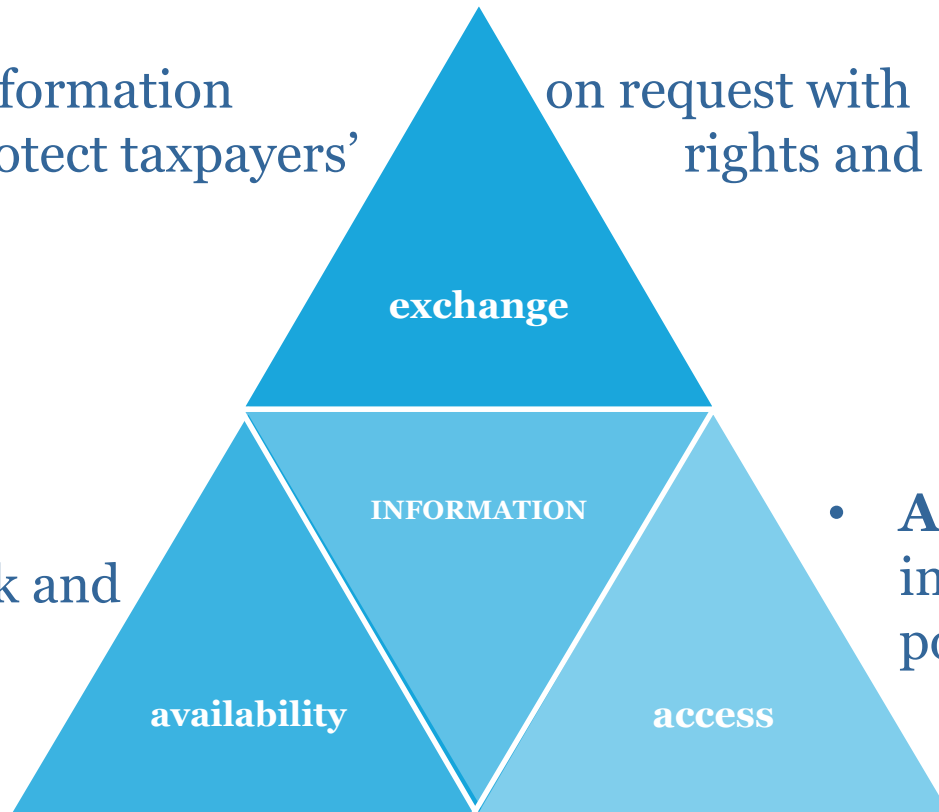 formation on request with
otect taxpayers’ rights and
exchange
INFORMATION
• A
in
k and
po
availability access